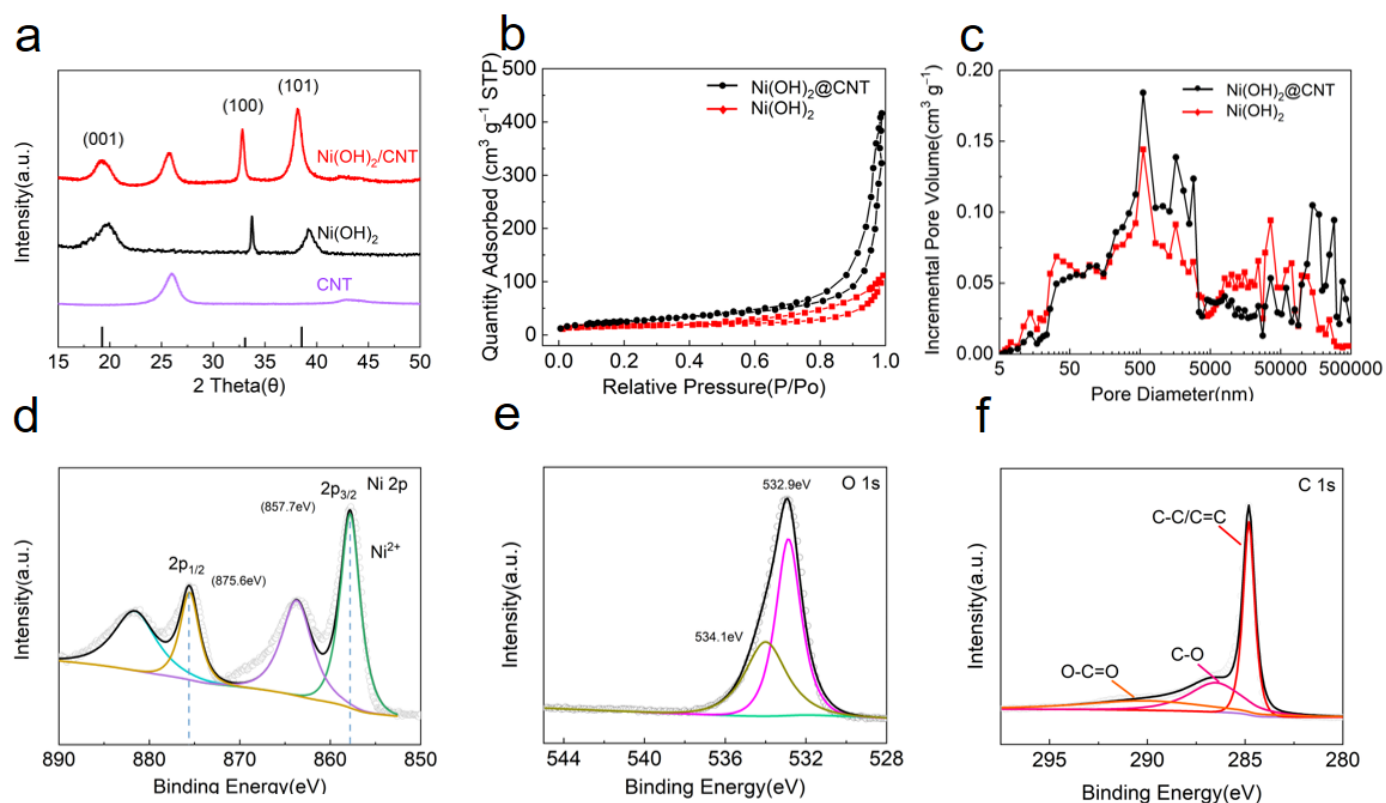 a
(001)
(100)
(101)
Ni(OH)₂/CNT
Ni(OH)₂
CNT
Intensity(a.u.)
15 20 25 30 35 40 45 50
2 Theta(θ)
b
500
400
300
200
100
0
Quantity Adsorbed (cm³ g⁻¹ STP)
Ni(OH)₂@CNT
Ni(OH)₂
0.0 0.2 0.4 0.6 0.8 1.0
Relative Pressure(P/Po)
c
0.20
0.15
0.10
0.05
0.00
Incremental Pore Volume(cm³ g⁻¹)
Ni(OH)₂@CNT
Ni(OH)₂
5 50 500 5000 50000 500000
Pore Diameter(nm)
d
Ni 2p
2p₃/₂
(857.7eV)
Ni²⁺
2p₁/₂
(875.6eV)
Intensity(a.u.)
890 880 870 860 850
Binding Energy(eV)
e
O 1s
532.9eV
534.1eV
Intensity(a.u.)
544 540 536 532 528
Binding Energy(eV)
f
C 1s
C-C/C=C
C-O
O-C=O
Intensity(a.u.)
295 290 285 280
Binding Energy(eV)